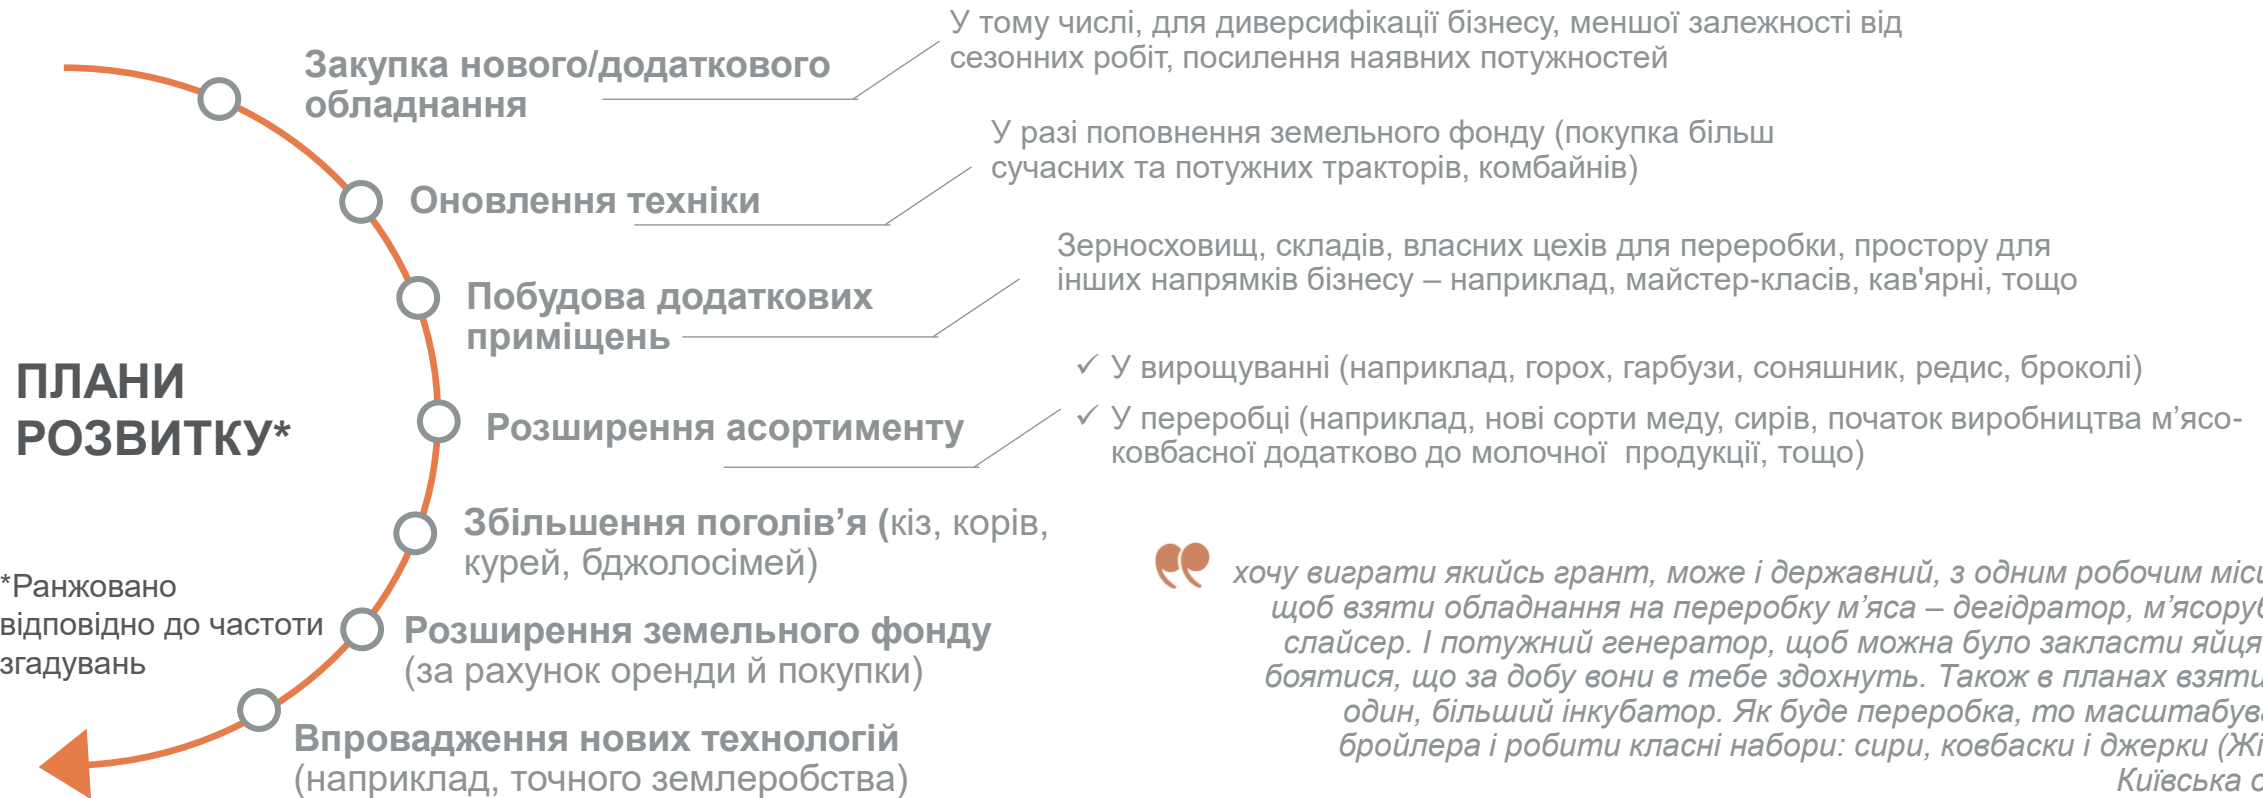 Закупка нового/додаткового
обладнання
У тому числі, для диверсифікації бізнесу, меншої залежності від
сезонних робіт, посилення наявних потужностей
Оновлення техніки
У разі поповнення земельного фонду (покупка більш
сучасних та потужних тракторів, комбайнів)
Побудова додаткових
приміщень
Зерносховищ, складів, власних цехів для переробки, простору для
інших напрямків бізнесу – наприклад, майстер-класів, кав'ярні, тощо
ПЛАНИ
РОЗВИТКУ*
Розширення асортименту
✓ У вирощуванні (наприклад, горох, гарбузи, соняшник, редис, броколі)
✓ У переробці (наприклад, нові сорти меду, сирів, початок виробництва м’ясо-
ковбасної додатково до молочної продукції, тощо)
Збільшення поголів’я (кіз, корів,
курей, бджолосімей)
Розширення земельного фонду
(за рахунок оренди й покупки)
Впровадження нових технологій
(наприклад, точного землеробства)
*Ранжовано
відповідно до частоти
згадувань
хочу виграти якийсь грант, може і державний, з одним робочим
щоб взяти обладнання на переробку м’яса – дегідратор,
слайсер. І потужний генератор, щоб можна було закласти яйця
боятися, що за добу вони в тебе здохнуть. Також в планах взяти
один, більший інкубатор. Як буде переробка, то
бройлера і робити класні набори: сири, ковбаски і джерки
Київська